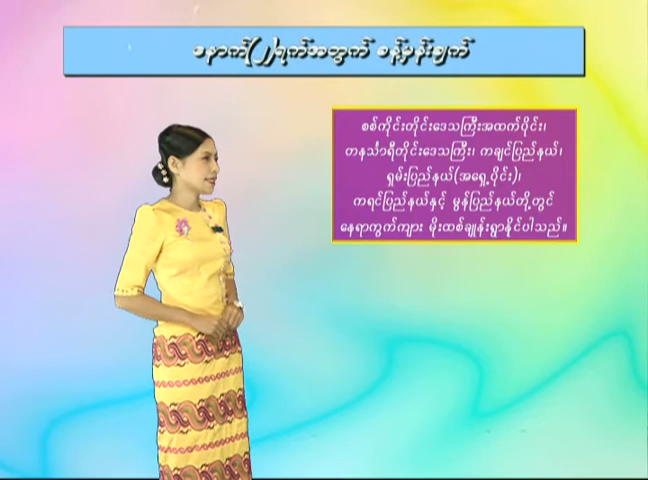 နောက်(၂)ရက်အတွက် ခန့်မှန်းချက်
စစ်ကိုင်းတိုင်းဒေသကြီးအထက်ပိုင်း၊
တနင်္သာရီတိုင်းဒေသကြီး၊ ကချင်ပြည်နယ်၊
ရှမ်းပြည်နယ်(အရှေ့ပိုင်း)၊
ကရင်ပြည်နယ်နှင့် မွန်ပြည်နယ်တို့တွင်
နေရာကွက်ကျား မိုးထစ်ချုန်းရွာနိုင်ပါသည်။